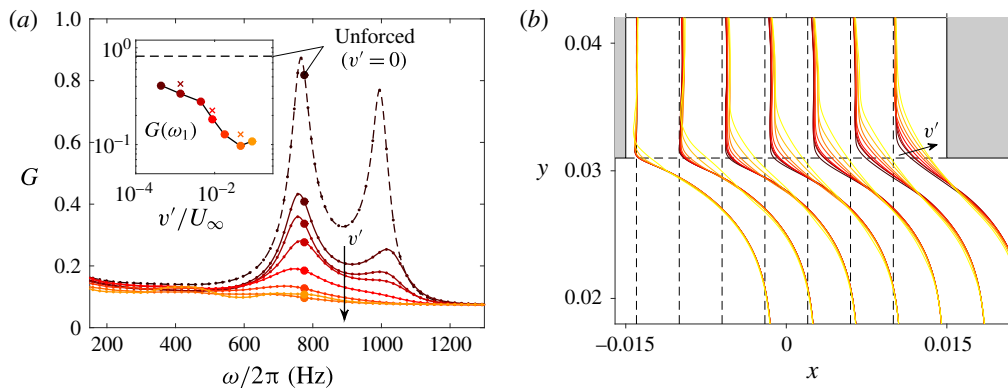 (a)
1.0
0.8
0.6
G
0.4
0.2
0
200 400 600 800 1000 1200
ω/2π (Hz)
Unforced
(v′ = 0)
v′
10⁰
10⁻¹
G(ω₁)
10⁻⁴ 10⁻²
v′/U∞
(b)
0.04
y 0.03
0.02
v′
−0.015 0 0.015
x